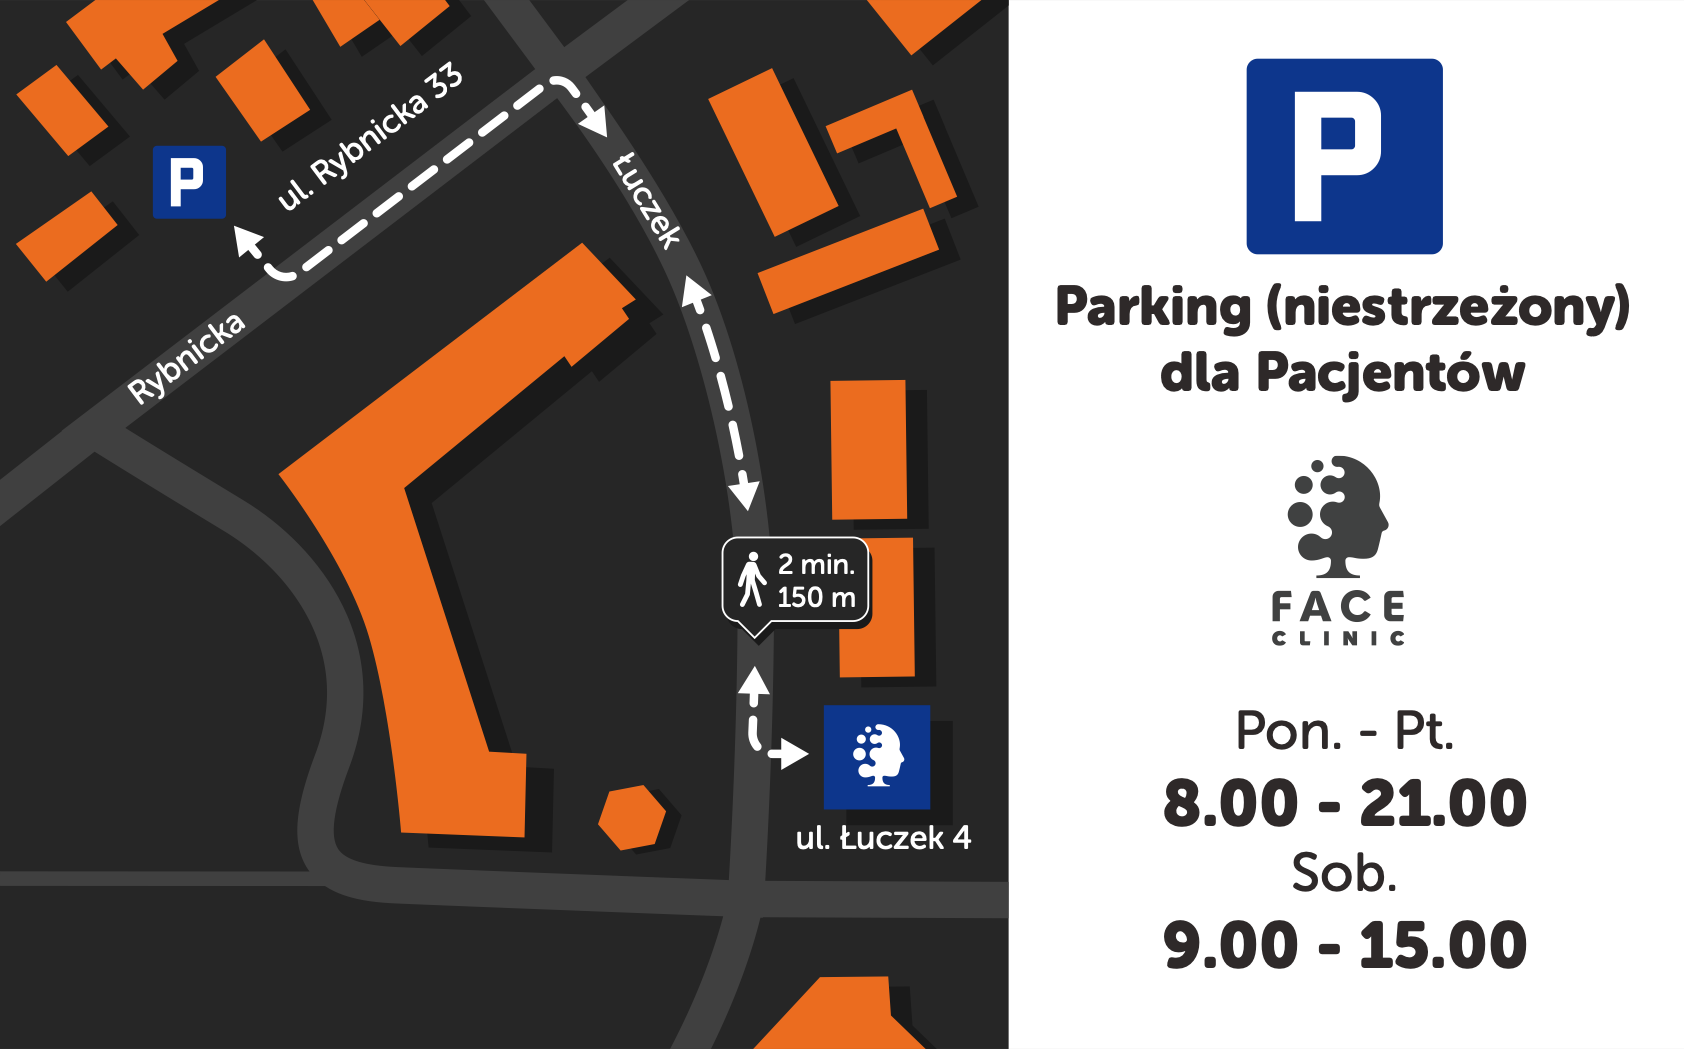 ul. Rybnicka 33
P
Łuczek
Rybnicka
2 min.
150 m
ul. Łuczek 4
P
Parking (niestrzeżony)
dla Pacjentów
FACE
CLINIC
Pon. - Pt.
8.00 - 21.00
Sob.
9.00 - 15.00